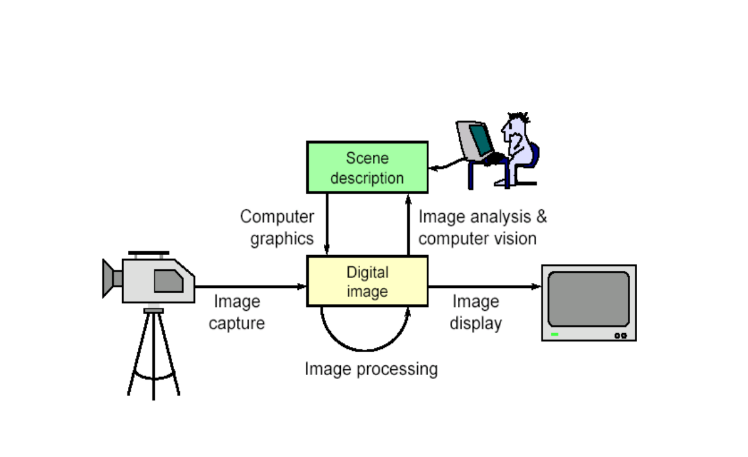 Scene
description
Computer
graphics
Image analysis &
computer vision
Digital
image
Image
capture
Image
display
Image processing